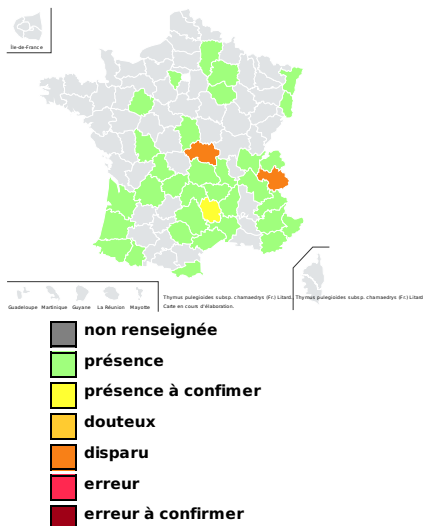 Île-de-France
Guadeloupe Martinique Guyane La Réunion Mayotte
Thymus pulegioides subsp. chamaedrys (Fr.) Litard. Thymus pulegioides subsp. chamaedrys (Fr.) Litard.
Carte en cours d'élaboration.
non renseignée
présence
présence à confimer
douteux
disparu
erreur
erreur à confirmer